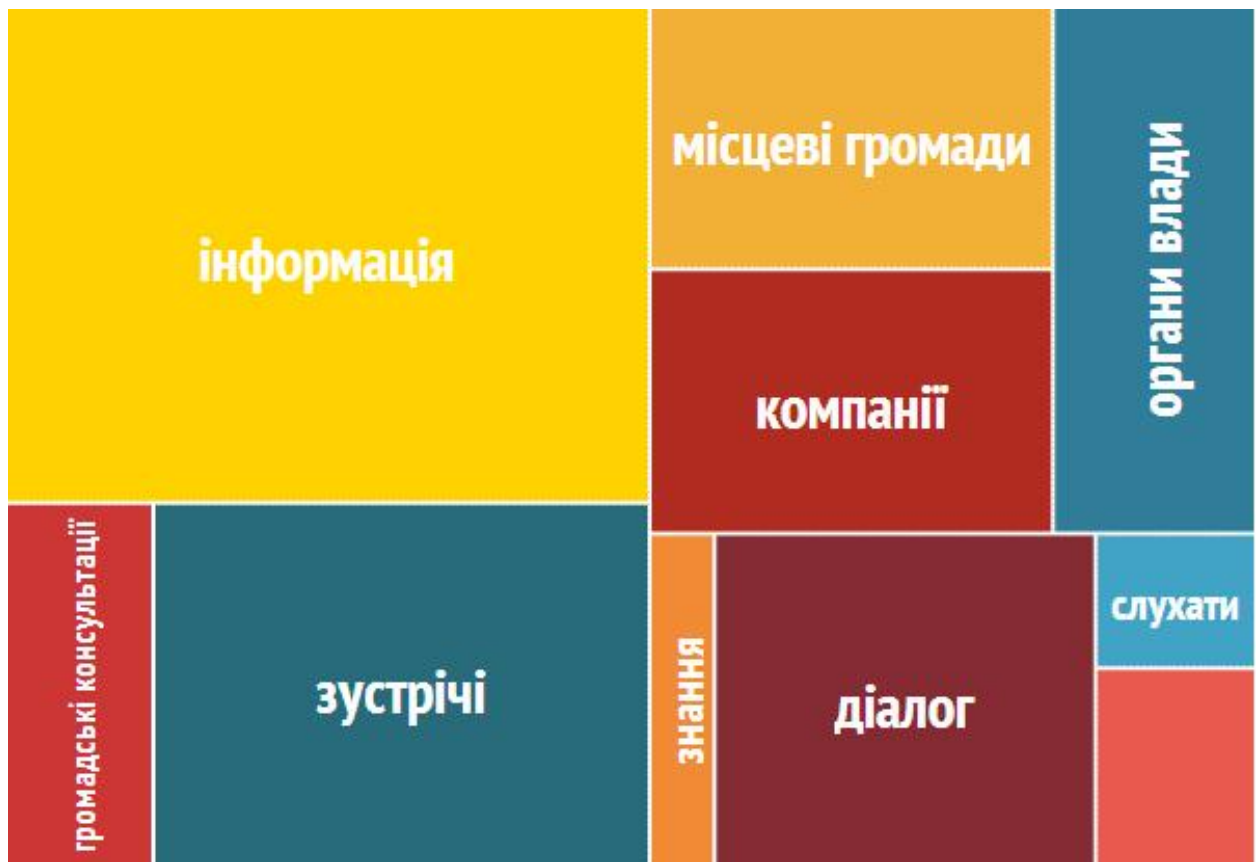 інформація
місцеві громади
компанії
органи влади
громадські консультації
зустрічі
знання
діалог
слухати